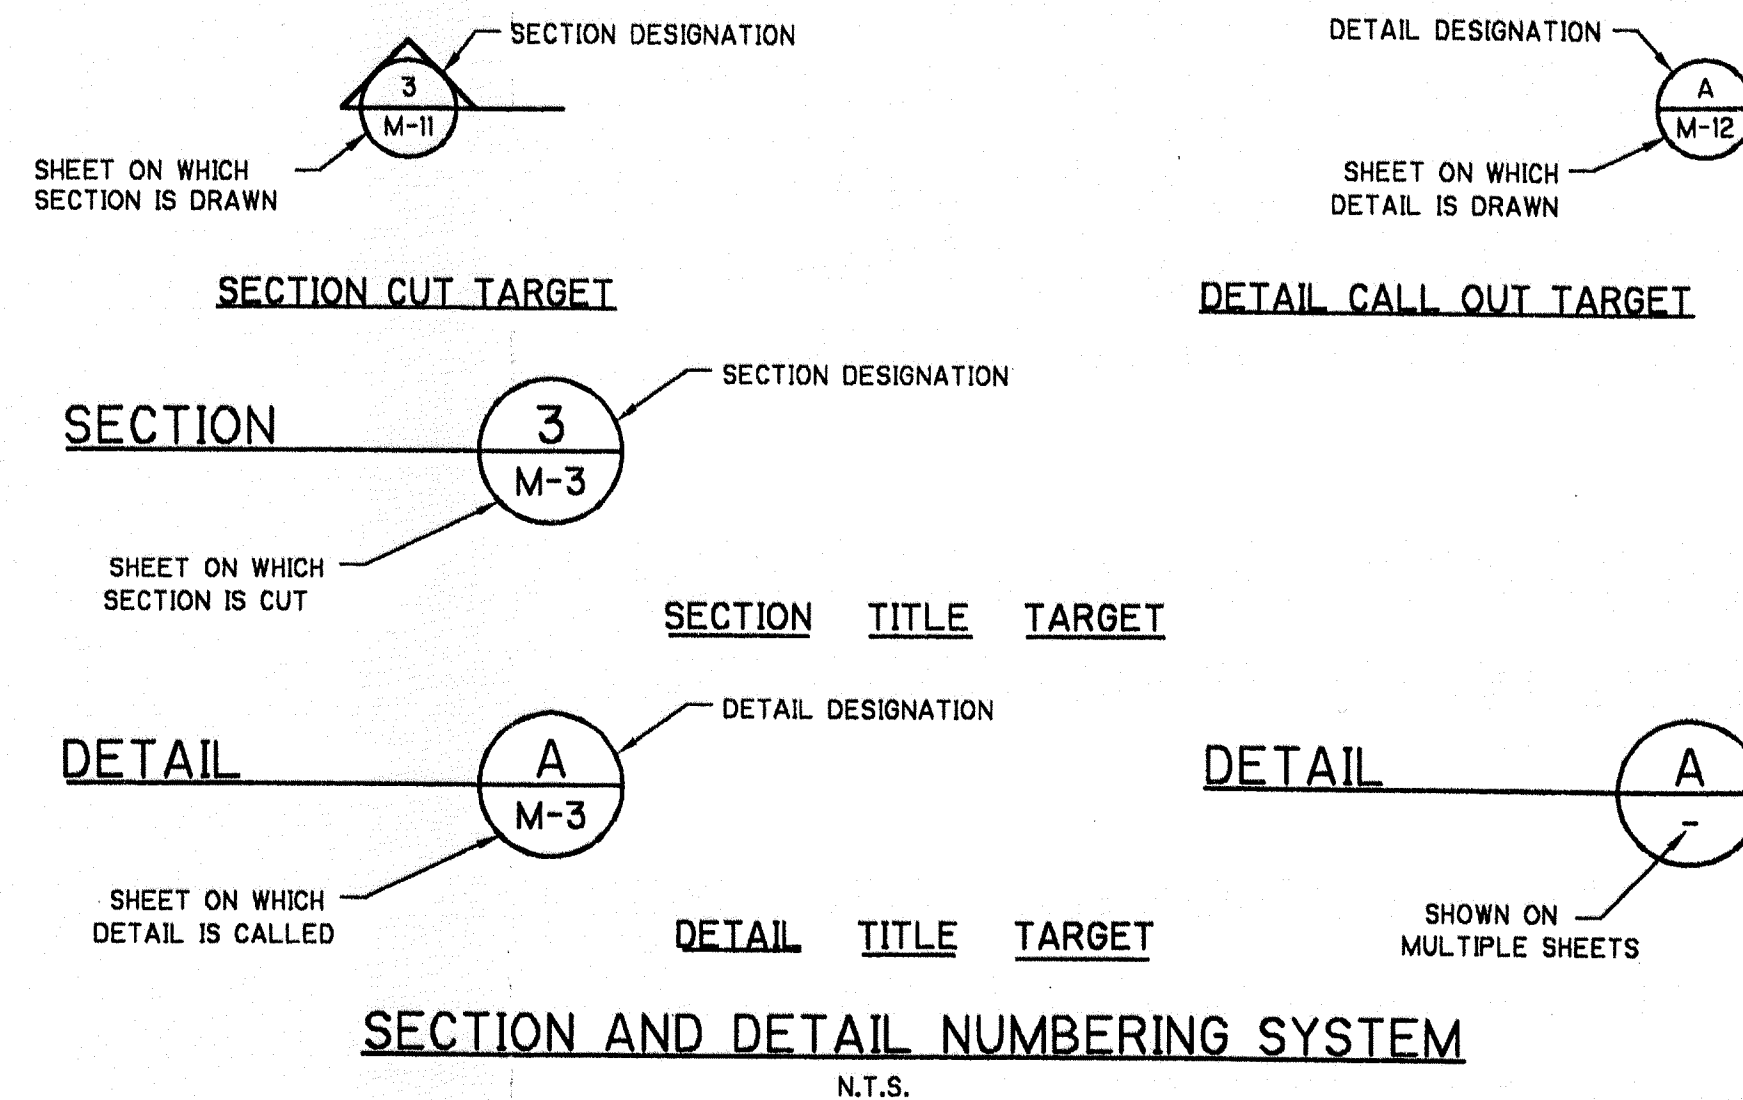 SECTION DESIGNATION
3
M-11
SHEET ON WHICH
SECTION IS DRAWN
SECTION CUT TARGET
DETAIL DESIGNATION
A
M-12
SHEET ON WHICH
DETAIL IS DRAWN
DETAIL CALL OUT TARGET
SECTION
3
M-3
SECTION DESIGNATION
SHEET ON WHICH
SECTION IS CUT
SECTION TITLE TARGET
DETAIL
A
M-3
DETAIL DESIGNATION
SHEET ON WHICH
DETAIL IS CALLED
DETAIL
A
-
SHOWN ON
MULTIPLE SHEETS
DETAIL TITLE TARGET
SECTION AND DETAIL NUMBERING SYSTEM
N.T.S.